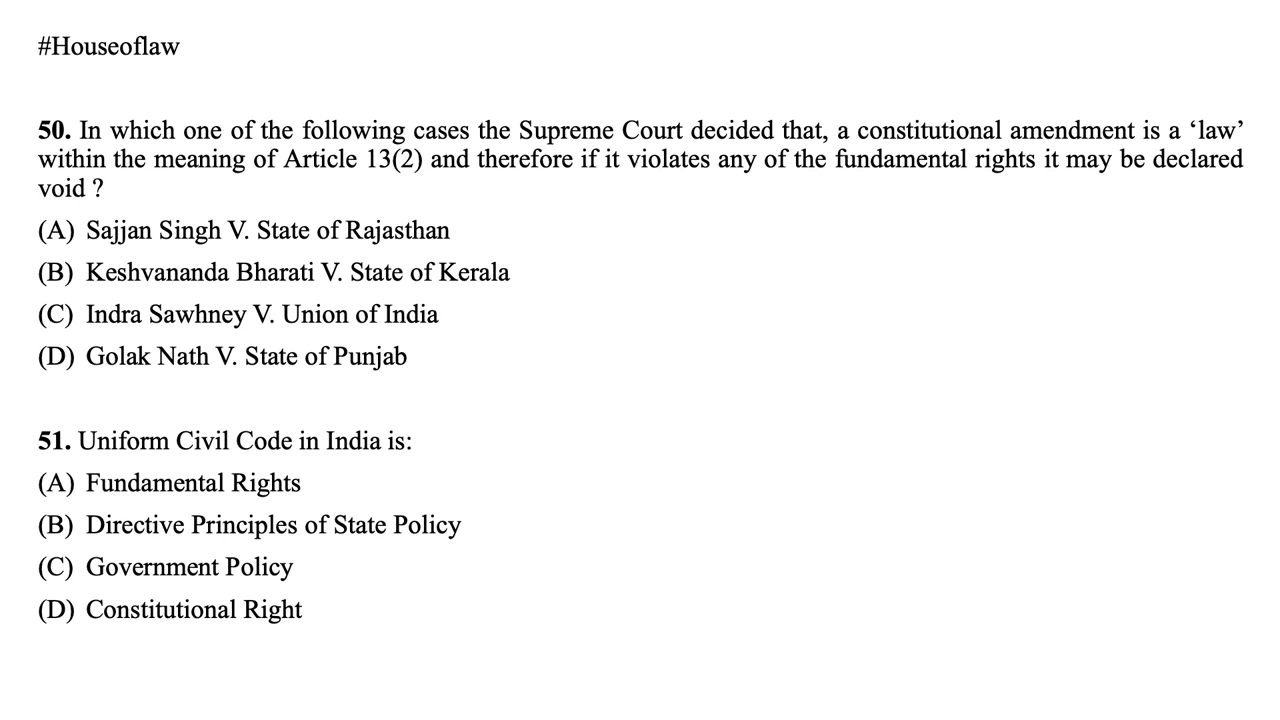 #Houseoflaw
50. In which one of the following cases the Supreme Court decided that, a constitutional amendment is a ‘law’
within the meaning of Article 13(2) and therefore if it violates any of the fundamental rights it may be declared
void ?
(A) Sajjan Singh V. State of Rajasthan
(B) Keshvananda Bharati V. State of Kerala
(C) Indra Sawhney V. Union of India
(D) Golak Nath V. State of Punjab
51. Uniform Civil Code in India is:
(A) Fundamental Rights
(B) Directive Principles of State Policy
(C) Government Policy
(D) Constitutional Right